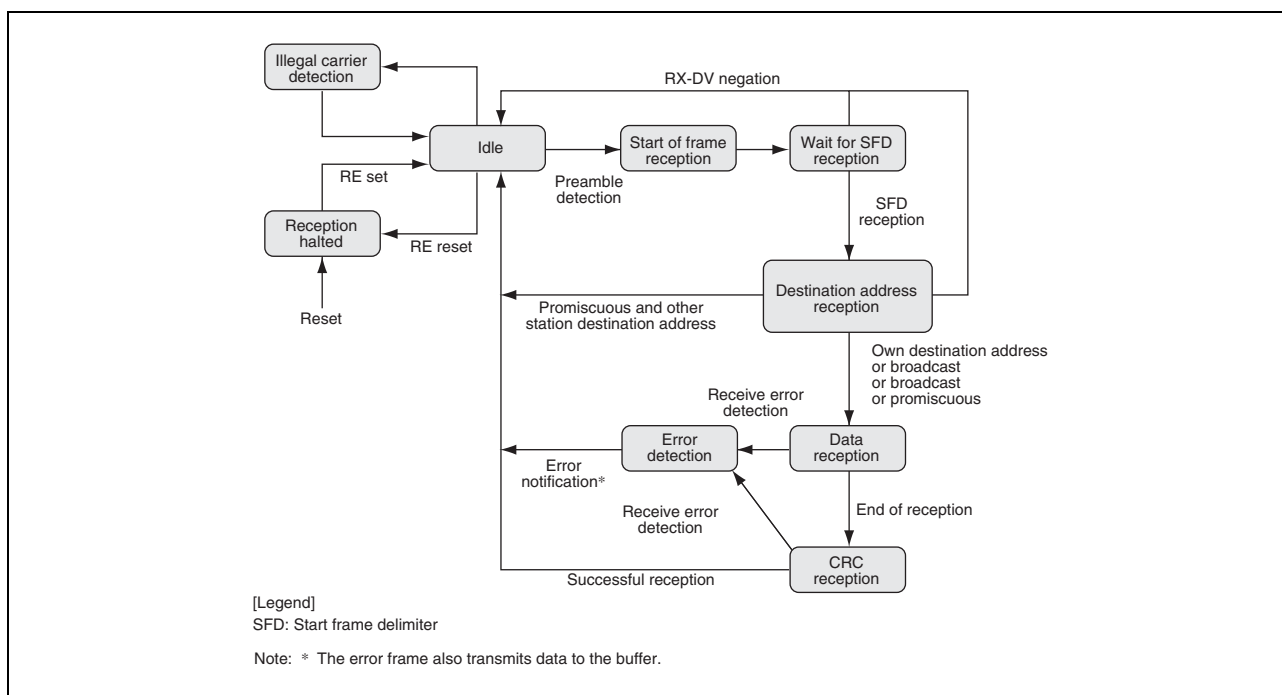 Illegal carrier
detection
RX-DV negation
Idle
Start of frame
reception
Wait for SFD
reception
Preamble
detection
RE set
SFD
reception
Reception
halted
RE reset
Destination address
reception
Reset
Promiscuous and other
station destination address
Own destination address
or broadcast
or broadcast
or promiscuous
Receive error
detection
Error
detection
Data
reception
Error
notification*
Receive error
detection
End of reception
CRC
reception
Successful reception
[Legend]
SFD: Start frame delimiter
Note: * The error frame also transmits data to the buffer.